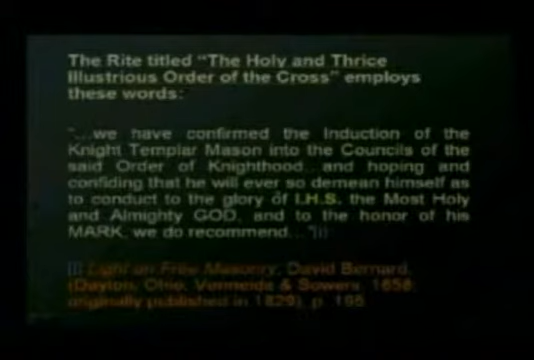 The Rite titled "The Holy and Thrice
Illustrious Order of the Cross" employs
these words:
"...we have confirmed the Induction of the
Knight Templar Mason into the Councils of the
said Order of Knighthood, and hoping and
confiding that he will ever so demean himself as
to conduct to the glory of I.H.S. the Most Holy
and Almighty GOD, and to the honor of his
MARK, we do recommend..."[i]
[i] Light on Free Masonry, David Bernard,
(Dayton, Ohio, & Sowers,
originally published in 1829), p. 195